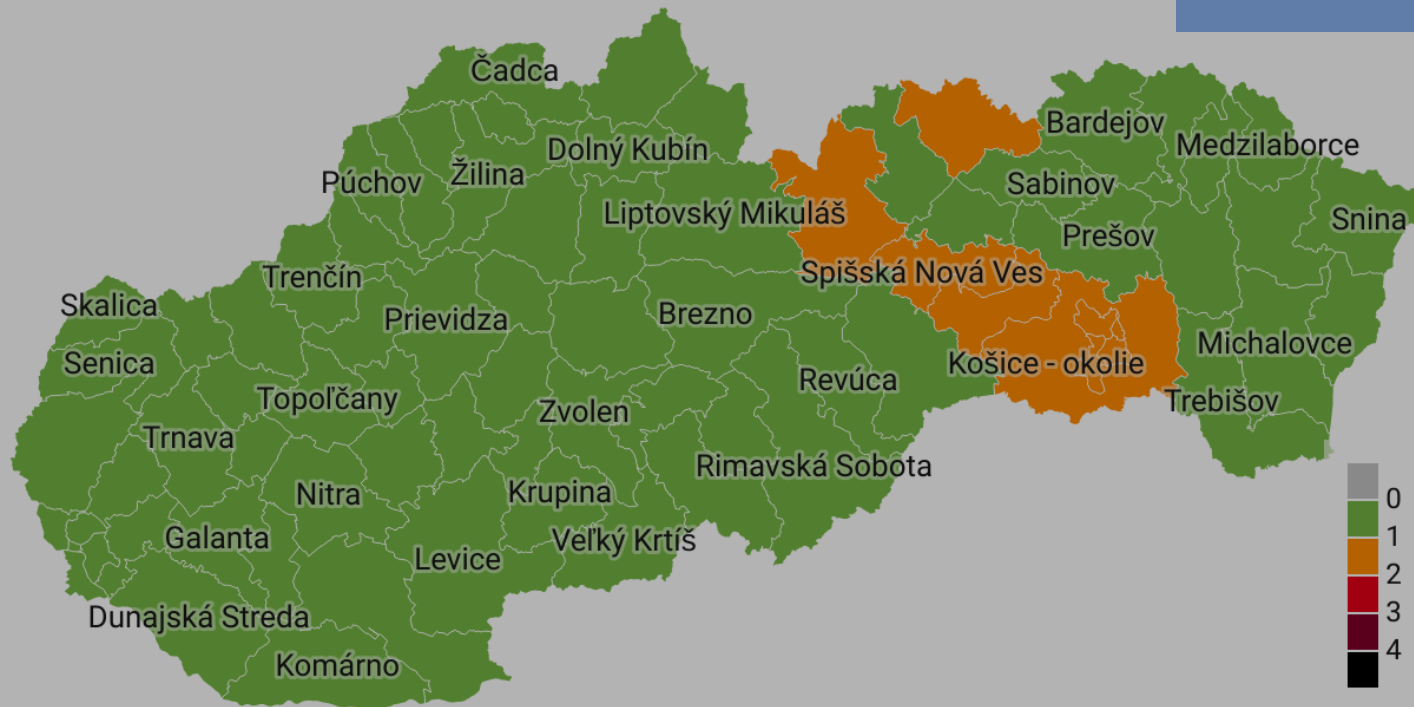 Čadca
Bardejov
Medzilaborce
Dolný Kubín
Žilina
Púchov
Sabinov
Liptovský Mikuláš
Snina
Prešov
Spišská Nová Ves
Trenčín
Skalica
Brezno
Prievidza
Michalovce
Senica
Košice - okolie
Revúca
Topoľčany
Trebišov
Zvolen
Trnava
Rimavská Sobota
Nitra
Krupina
0
1
Galanta
Veľký Krtíš
Levice
2
3
Dunajská Streda
4
Komárno